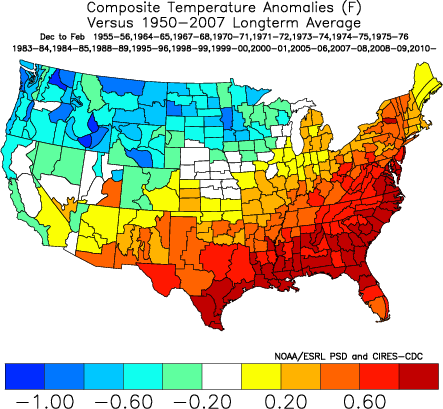 Composite Temperature Anomalies (F)
Versus 1950-2007 Longterm Average
Dec to Feb 1955-56,1964-65,1967-68,1970-71,1971-72,1973-74,1974-75,1975-76
1983-84,1984-85,1988-89,1995-96,1998-99,1999-00,2000-01,2005-06,2007-08,2008-09,2010-
NOAA/ESRL PSD and CIRES-CDC
-1.00 -0.60 -0.20 0.20 0.60